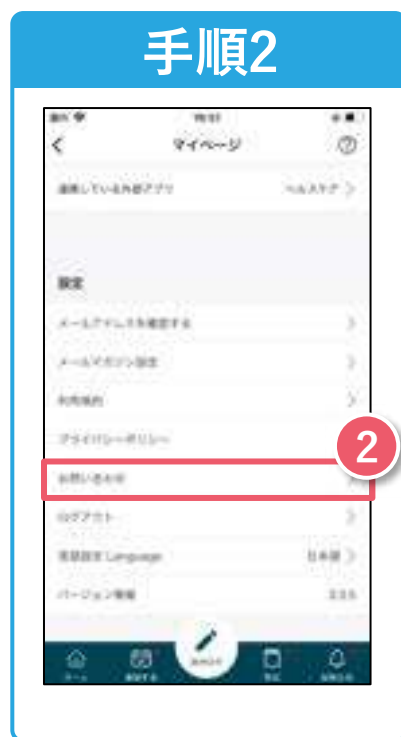 手順2
マイページ
連携している外部アプリ ヘルスケア
設定
メールアドレスを確認する
メールマガジン設定
利用規約
プライバシーポリシー
2
お問い合わせ
ログアウト
言語設定 Language 日本語
バージョン情報
ホーム